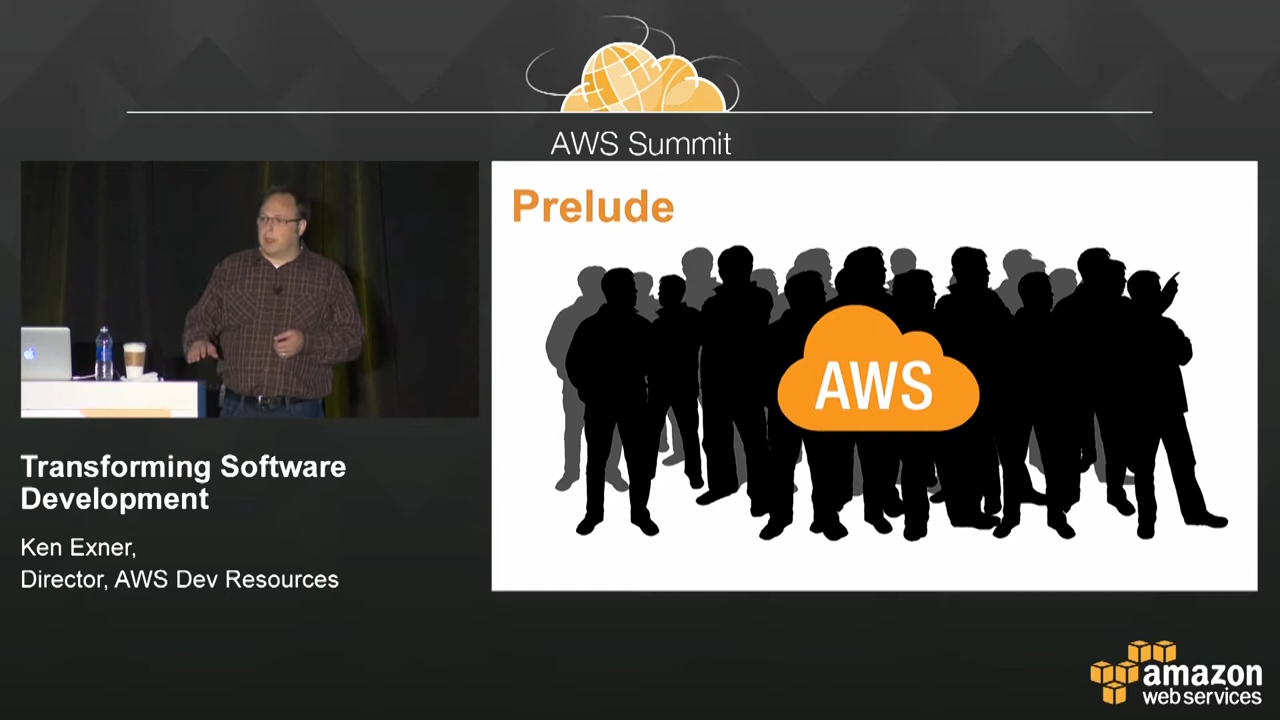 AWS Summit
Prelude
AWS
Transforming Software
Development
Ken Exner,
Director, AWS Dev Resources
amazon
web services